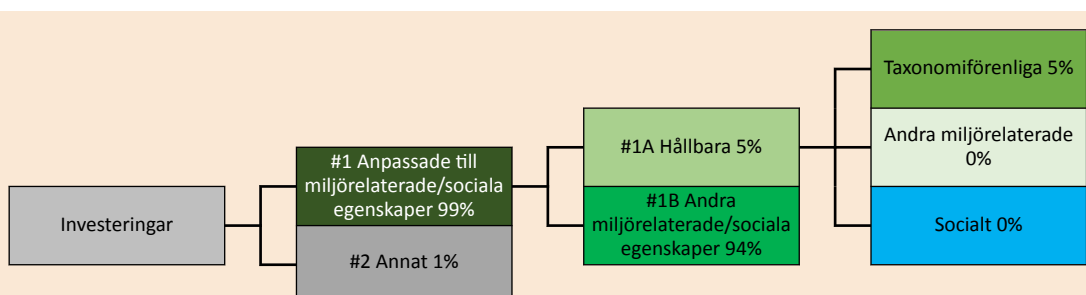 Investeringar
#1 Anpassade till
miljörelaterade/sociala
egenskaper 99%
#2 Annat 1%
#1A Hållbara 5%
#1B Andra
miljörelaterade/sociala
egenskaper 94%
Taxonomiförenliga 5%
Andra miljörelaterade
0%
Socialt 0%